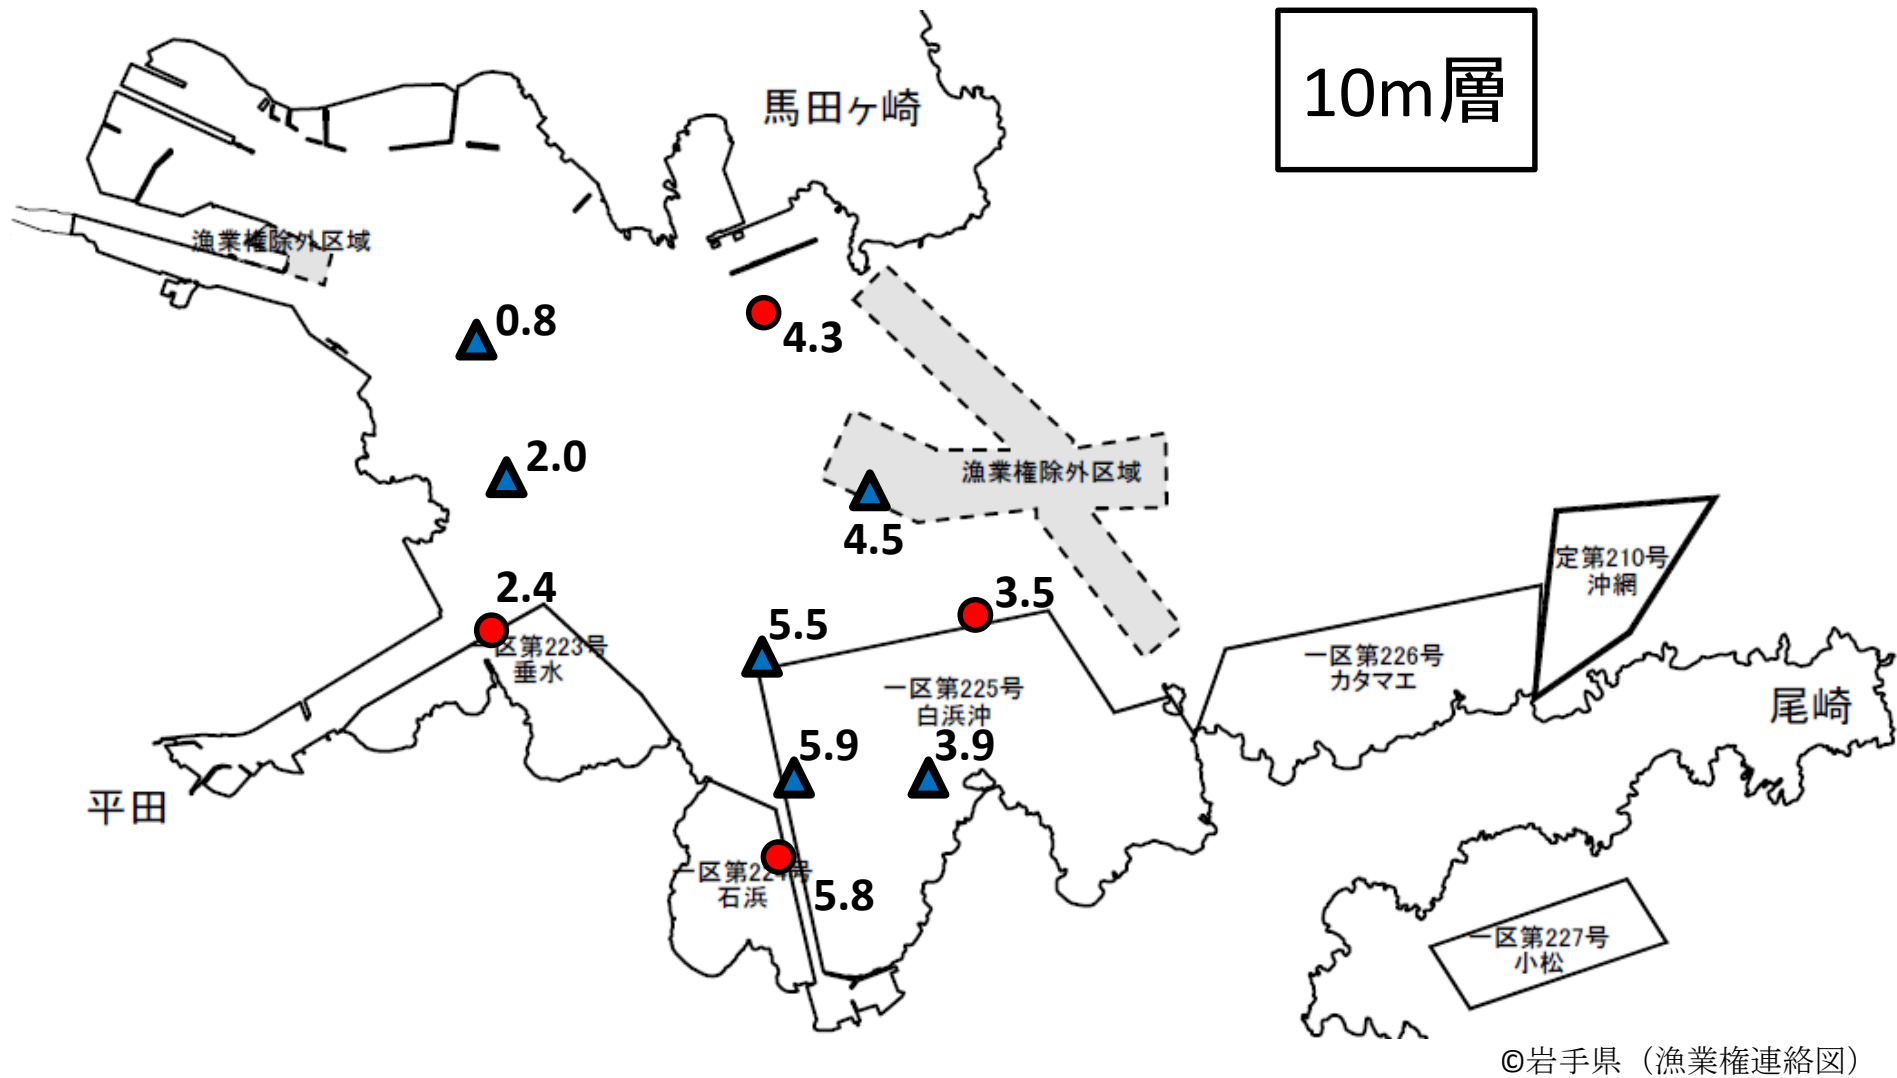 10m層
馬田ヶ崎
漁業権除外区域
0.8
4.3
2.0
漁業権除外区域
4.5
定第210号
沖網
2.4
3.5
5.5
一区第223号
垂水
一区第226号
カタマエ
一区第225号
白浜沖
尾崎
5.9
3.9
平田
一区第224号
石浜
5.8
一区第227号
小松
©岩手県（漁業権連絡図）